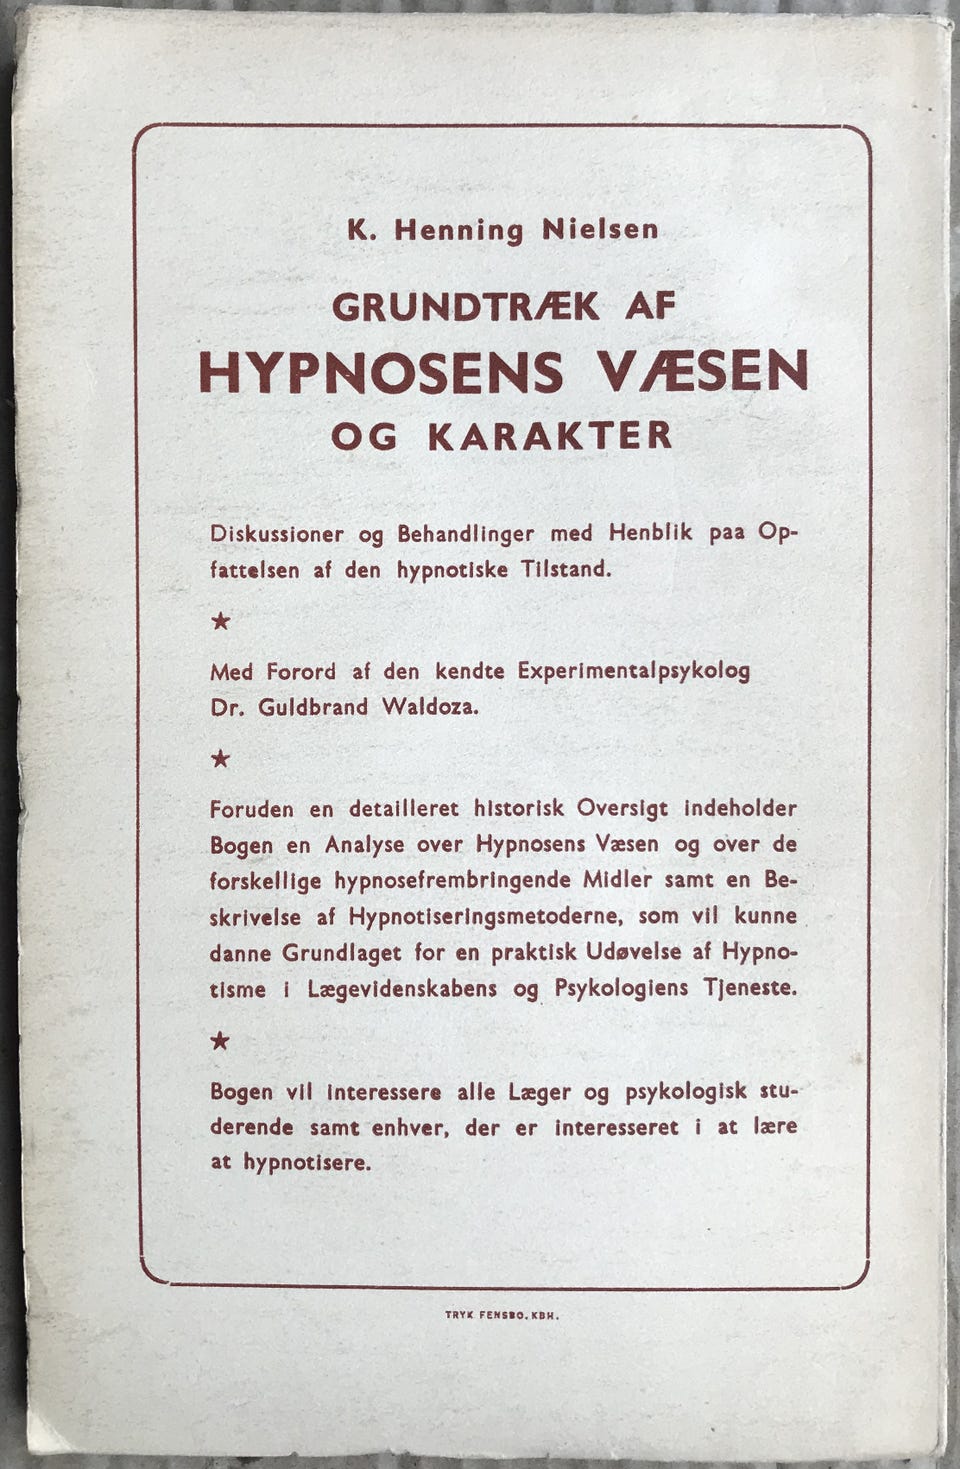 K. Henning Nielsen
GRUNDTRÆK AF
HYPNOSENS VÆSEN
OG KARAKTER
Diskussioner og Behandlinger med Henblik paa Op-
fattelsen af den hypnotiske Tilstand.
★
Med Forord af den kendte Experimentalpsykolog
Dr. Guldbrand Waldoza.
★
Foruden en detailleret historisk Oversigt indeholder
Bogen en Analyse over Hypnosens Væsen og over de
forskellige hypnosefrembringende Midler samt en Be-
skrivelse af Hypnotiseringsmetoderne, som vil kunne
danne Grundlaget for en praktisk Udøvelse af Hypno-
tisme i Lægevidenskabens og Psykologiens Tjeneste.
★
Bogen vil interessere alle Læger og psykologisk stu-
derende samt enhver, der er interesseret i at lære
at hypnotisere.
TRYK FENSBO. KBH.